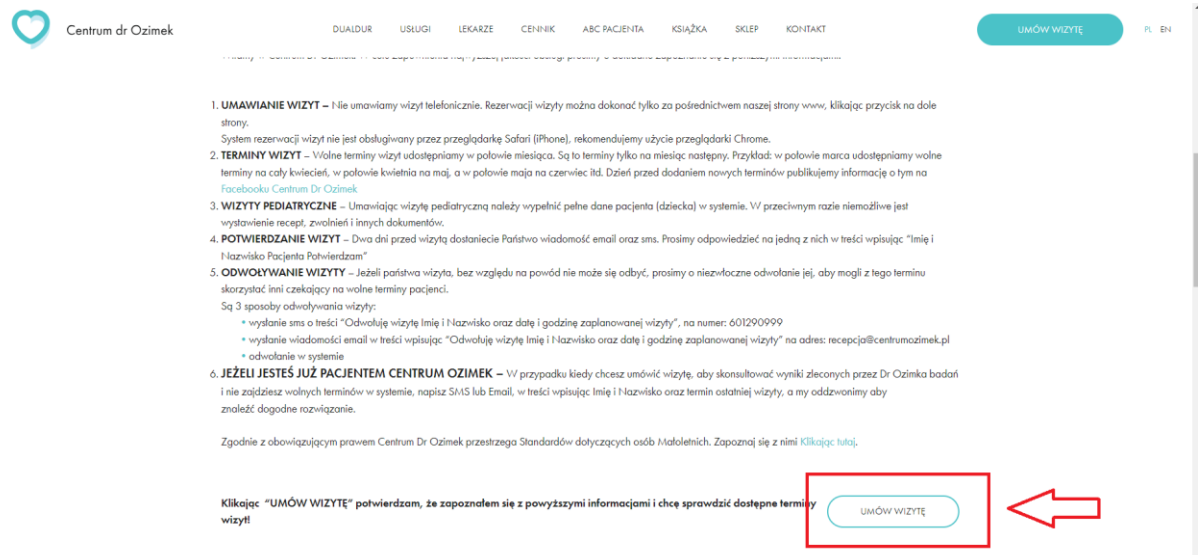 Centrum dr Ozimek
DUALDUR USŁUGI LEKARZE CENNIK ABC PACJENTA KSIĄŻKA SKLEP KONTAKT
UMÓW WIZYTĘ
PL EN
1. UMAWIANIE WIZYT – Nie umawiamy wizyt telefonicznie. Rezerwacji wizyty można dokonać tylko za pośrednictwem naszej strony www, klikając przycisk na dole
strony.
System rezerwacji wizyt nie jest obsługiwany przez przeglądarkę Safari (iPhone), rekomendujemy użycie przeglądarki Chrome.
2. TERMINY WIZYT – Wolne terminy wizyt udostępniamy w połowie miesiąca. Są to terminy tylko na miesiąc następny. Przykład: w połowie marca udostępniamy wolne
terminy na cały kwiecień, w połowie kwietnia na maj, a w połowie maja na czerwiec itd. Dzień przed dodaniem nowych terminów publikujemy informację o tym na
Facebooku Centrum Dr Ozimek
3. WIZYTY PEDIATRYCZNE – Umawiając wizytę pediatryczną należy wypełnić pełne dane pacjenta (dziecka) w systemie. W przeciwnym razie niemożliwe jest
wystawienie recept, zwolnień i innych dokumentów.
4. POTWIERDZANIE WIZYT – Dwa dni przed wizytą dostaniecie Państwo wiadomość email oraz sms. Prosimy odpowiedzieć na jedną z nich w treści wpisując “Imię i
Nazwisko Pacjenta Potwierdzam”
5. ODWOŁYWANIE WIZYTY – Jeżeli państwa wizyta, bez względu na powód nie może się odbyć, prosimy o niezwłoczne odwołanie jej, aby mogli z tego terminu
skorzystać inni czekający na wolne terminy pacjenci.
Są 3 sposoby odwoływania wizyty:
• wysłanie sms o treści “Odwołuję wizytę Imię i Nazwisko oraz datę i godzinę zaplanowanej wizyty”, na numer: 601290999
• wysłanie wiadomości email w treści wpisując “Odwołuję wizytę Imię i Nazwisko oraz datę i godzinę zaplanowanej wizyty” na adres: recepcja@centrumozimek.pl
• odwołanie w systemie
6. JEŻELI JESTEŚ JUŻ PACJENTEM CENTRUM OZIMEK – W przypadku kiedy chcesz umówić wizytę, aby skonsultować wyniki zleconych przez Dr Ozimka badań
i nie znajdziesz wolnych terminów w systemie, napisz SMS lub Email, w treści wpisując Imię i Nazwisko oraz termin ostatniej wizyty, a my oddzwonimy aby
znaleźć dogodne rozwiązanie.
Zgodnie z obowiązującym prawem Centrum Dr Ozimek przestrzega Standardów dotyczących osób Małoletnich. Zapoznaj się z nimi Klikając tutaj.
Klikając “UMÓW WIZYTĘ” potwierdzam, że zapoznałem się z powyższymi informacjami i chcę sprawdzić dostępne terminy
wizyt!
UMÓW WIZYTĘ